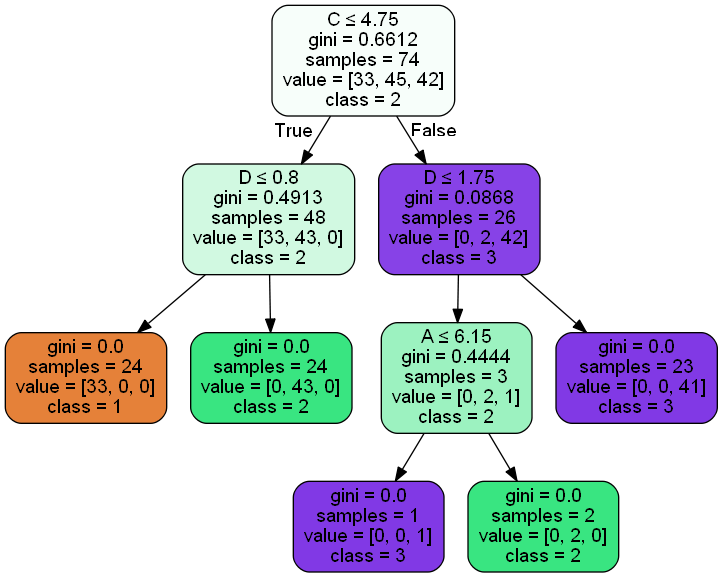 C ≤ 4.75
gini = 0.6612
samples = 74
value = [33, 45, 42]
class = 2
True
False
D ≤ 0.8
gini = 0.4913
samples = 48
value = [33, 43, 0]
class = 2
D ≤ 1.75
gini = 0.0868
samples = 26
value = [0, 2, 42]
class = 3
gini = 0.0
samples = 24
value = [33, 0, 0]
class = 1
gini = 0.0
samples = 24
value = [0, 43, 0]
class = 2
A ≤ 6.15
gini = 0.4444
samples = 3
value = [0, 2, 1]
class = 2
gini = 0.0
samples = 23
value = [0, 0, 41]
class = 3
gini = 0.0
samples = 1
value = [0, 0, 1]
class = 3
gini = 0.0
samples = 2
value = [0, 2, 0]
class = 2